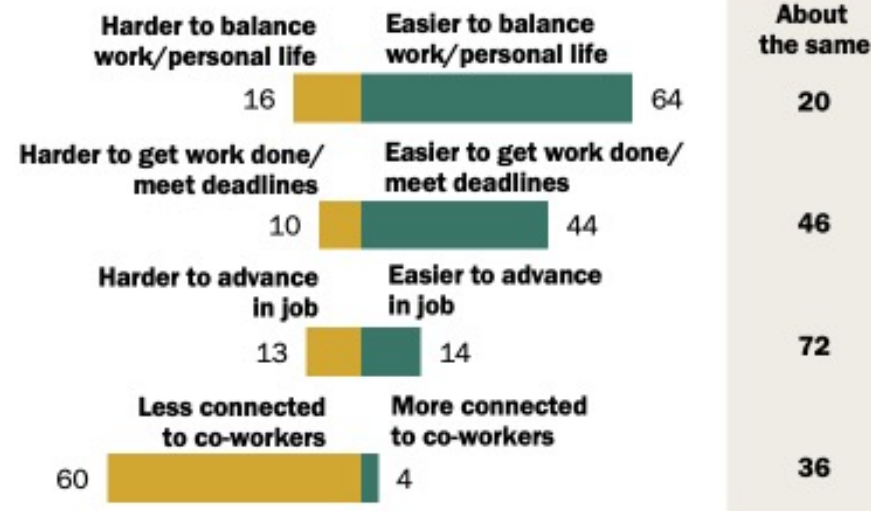 Harder to balance
work/personal life
Easier to balance
work/personal life
About
the same
16
64
20
Harder to get work done/
meet deadlines
Easier to get work done/
meet deadlines
10
44
46
Harder to advance
in job
Easier to advance
in job
13
14
72
Less connected
to co-workers
More connected
to co-workers
60
4
36